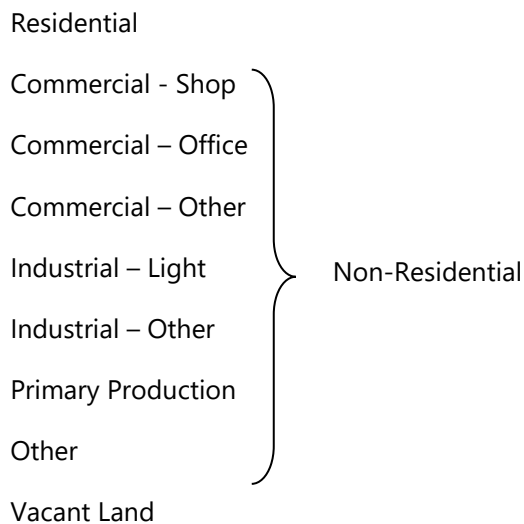 Residential
Commercial - Shop
Commercial – Office
Commercial – Other
Industrial – Light
Non-Residential
Industrial – Other
Primary Production
Other
Vacant Land